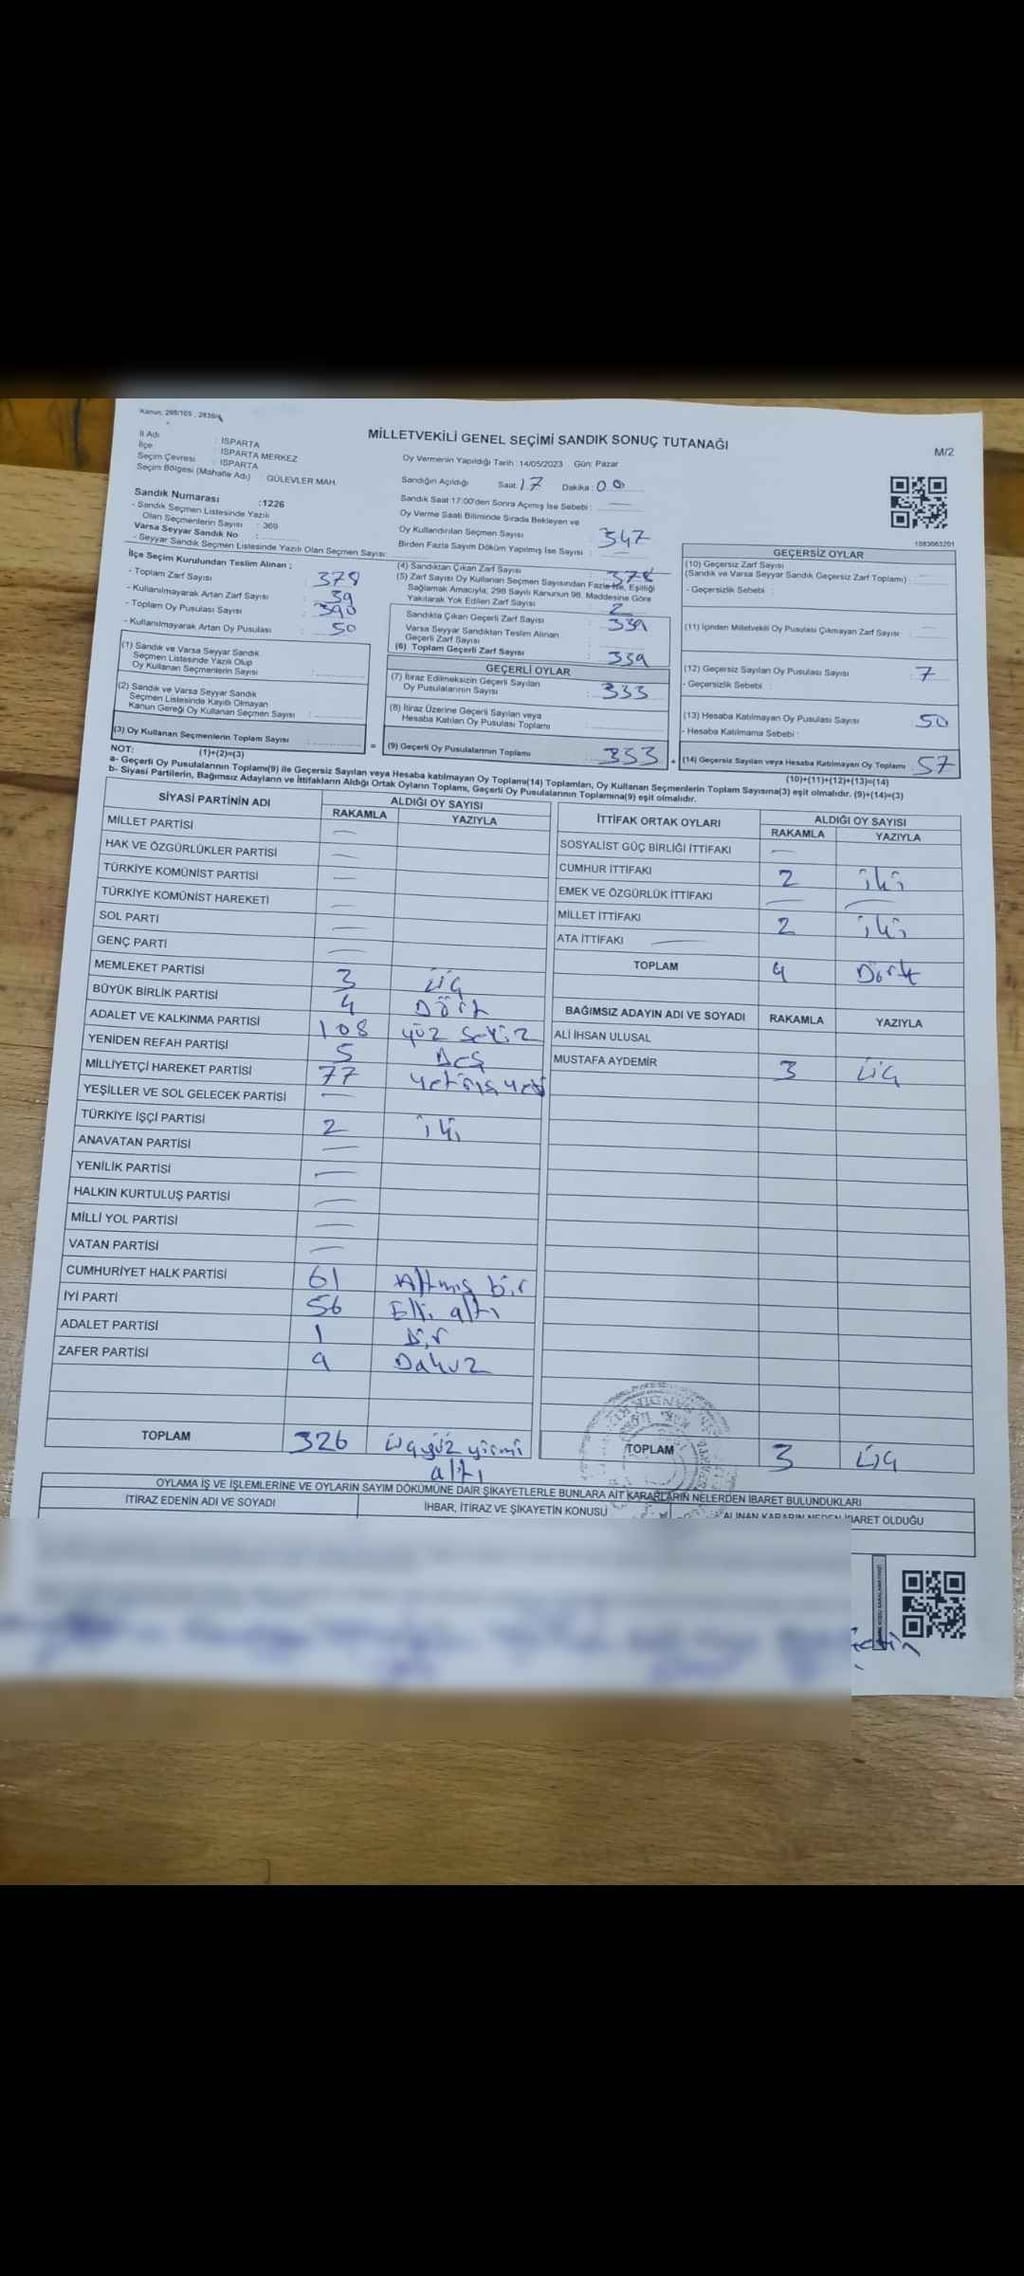 Kanun: 298/105 , 2839/4
MİLLETVEKİLİ GENEL SEÇİMİ SANDIK SONUÇ TUTANAĞI
M/2
İl Adı : ISPARTA
İlçe : ISPARTA MERKEZ
Seçim Çevresi : ISPARTA
Seçim Bölgesi (Mahalle Adı) GÜLEVLER MAH.
Oy Vermenin Yapıldığı Tarih : 14/05/2023 Gün: Pazar
Sandığın Açıldığı Saat 17 Dakika : 00
Sandık Saat 17:00'den Sonra Açılmış İse Sebebi :
Oy Verme Saati Bitiminde Sırada Bekleyen ve
Oy Kullandırılan Seçmen Sayısı 347
Birden Fazla Sayım Döküm Yapılmış İse Sayısı :
Sandık Numarası :1226
- Sandık Seçmen Listesinde Yazılı
Olan Seçmenlerin Sayısı : 369
Varsa Seyyar Sandık No
- Seyyar Sandık Seçmen Listesinde Yazılı Olan Seçmen Sayısı:
İlçe Seçim Kurulundan Teslim Alınan :
- Toplam Zarf Sayısı 378
- Kullanılmayarak Artan Zarf Sayısı 39
- Toplam Oy Pusulası Sayısı 390
- Kullanılmayarak Artan Oy Pusulası 50
(1) Sandık ve Varsa Seyyar Sandık
Seçmen Listesinde Yazılı Olup
Oy Kullanan Seçmenlerin Sayısı :
(2) Sandık ve Varsa Seyyar Sandık
Seçmen Listesinde Kayıtlı Olmayan
Kanun Gereği Oy Kullanan Seçmen Sayısı :
(3) Oy Kullanan Seçmenlerin Toplam Sayısı :
(1)+(2)=(3)
(4) Sandıktan Çıkan Zarf Sayısı 378
(5) Zarf Sayısı Oy Kullanan Seçmen Sayısından Fazla ise, Eşitliği
Sağlamak Amacıyla; 298 Sayılı Kanunun 98. Maddesine Göre
Yakılarak Yok Edilen Zarf Sayısı 2
Sandıkta Çıkan Geçerli Zarf Sayısı 339
Varsa Seyyar Sandıktan Teslim Alınan
Geçerli Zarf Sayısı
(6) Toplam Geçerli Zarf Sayısı 339
GEÇERLİ OYLAR
(7) İtiraz Edilmeksizin Geçerli Sayılan
Oy Pusulalarının Sayısı 333
(8) İtiraz Üzerine Geçerli Sayılan veya
Hesaba Katılan Oy Pusulası Toplamı
= (9) Geçerli Oy Pusulalarının Toplamı 333 +
1083063201
GEÇERSİZ OYLAR
(10) Geçersiz Zarf Sayısı
(Sandık ve Varsa Seyyar Sandık Geçersiz Zarf Toplamı) :
- Geçersizlik Sebebi :
(11) İçinden Milletvekili Oy Pusulası Çıkmayan Zarf Sayısı :
(12) Geçersiz Sayılan Oy Pusulası Sayısı 7
- Geçersizlik Sebebi :
(13) Hesaba Katılmayan Oy Pusulası Sayısı 50
- Hesaba Katılmama Sebebi :
(14) Geçersiz Sayılan veya Hesaba Katılmayan Oy Toplamı 57
(10)+(11)+(12)+(13)=(14)
NOT:
a- Geçerli Oy Pusulalarının Toplamı(9) ile Geçersiz Sayılan veya Hesaba katılmayan Oy Toplamı(14) Toplamları, Oy Kullanan Seçmenlerin Toplam Sayısına(3) eşit olmalıdır. (9)+(14)=(3)
b- Siyasi Partilerin, Bağımsız Adayların ve İttifakların Aldığı Ortak Oyların Toplamı, Geçerli Oy Pusulalarının Toplamına(9) eşit olmalıdır.
SİYASİ PARTİNİN ADI ALDIĞI OY SAYISI
RAKAMLA YAZIYLA
MİLLET PARTİSİ —
HAK VE ÖZGÜRLÜKLER PARTİSİ —
TÜRKİYE KOMÜNİST PARTİSİ —
TÜRKİYE KOMÜNİST HAREKETİ —
SOL PARTİ —
GENÇ PARTİ —
MEMLEKET PARTİSİ 3 üç
BÜYÜK BİRLİK PARTİSİ 4 Dört
ADALET VE KALKINMA PARTİSİ 108 yüz sekiz
YENİDEN REFAH PARTİSİ 5 Beş
MİLLİYETÇİ HAREKET PARTİSİ 77 yetmiş yedi
YEŞİLLER VE SOL GELECEK PARTİSİ —
TÜRKİYE İŞÇİ PARTİSİ 2 iki
ANAVATAN PARTİSİ —
YENİLİK PARTİSİ —
HALKIN KURTULUŞ PARTİSİ —
MİLLİ YOL PARTİSİ —
VATAN PARTİSİ —
CUMHURİYET HALK PARTİSİ 61 Altmış bir
İYİ PARTİ 56 Elli altı
ADALET PARTİSİ 1 Bir
ZAFER PARTİSİ 9 Dokuz
TOPLAM 326 üçyüz yirmi
altı
İTTİFAK ORTAK OYLARI ALDIĞI OY SAYISI
RAKAMLA YAZIYLA
SOSYALİST GÜÇ BİRLİĞİ İTTİFAKI —
CUMHUR İTTİFAKI 2 iki
EMEK VE ÖZGÜRLÜK İTTİFAKI — —
MİLLET İTTİFAKI 2 iki
ATA İTTİFAKI —
TOPLAM 4 Dört
BAĞIMSIZ ADAYIN ADI VE SOYADI RAKAMLA YAZIYLA
ALİ İHSAN ULUSAL
MUSTAFA AYDEMİR 3 üç
TOPLAM 3 üç
OYLAMA İŞ VE İŞLEMLERİNE VE OYLARIN SAYIM DÖKÜMÜNE DAİR ŞİKAYETLERLE BUNLARA AİT KARARLARIN NELERDEN İBARET BULUNDUKLARI
İTİRAZ EDENİN ADI VE SOYADI İHBAR, İTİRAZ VE ŞİKAYETİN KONUSU ALINAN KARARIN NEDEN İBARET OLDUĞU